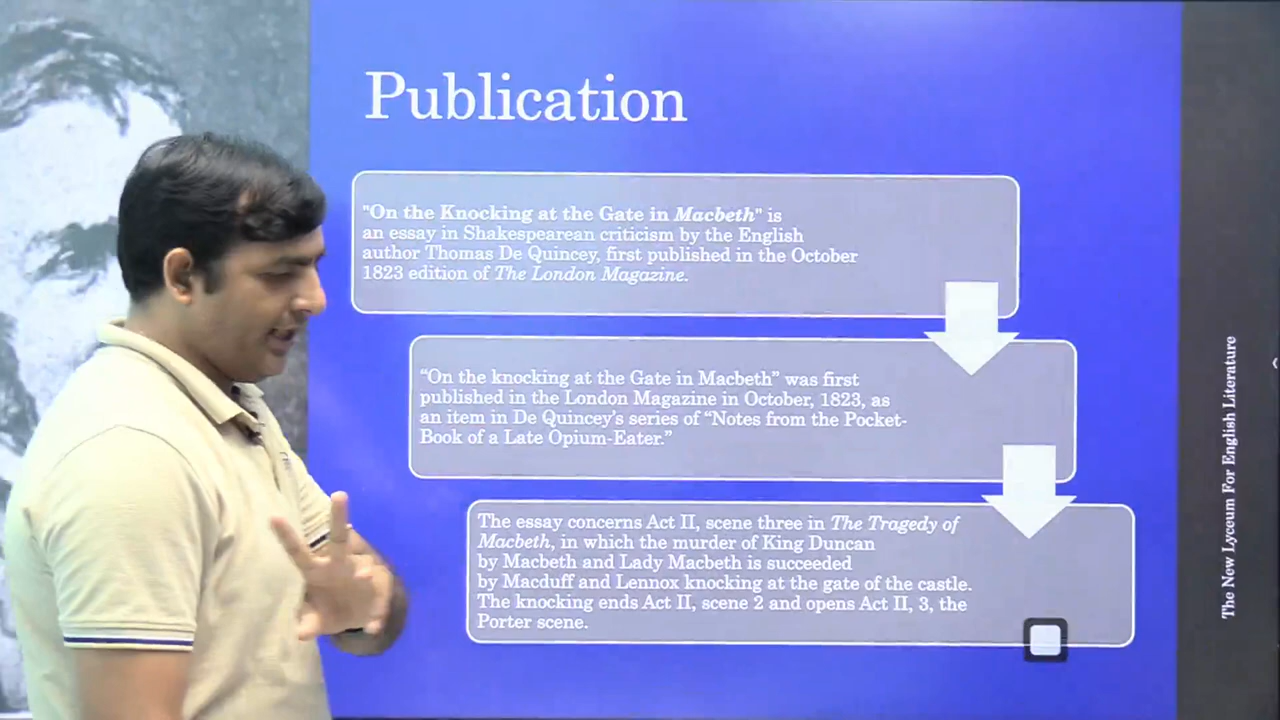 Publication
"On the Knocking at the Gate in Macbeth" is
an essay in Shakespearean criticism by the English
author Thomas De Quincey, first published in the October
1823 edition of The London Magazine.
“On the knocking at the Gate in Macbeth” was first
published in the London Magazine in October, 1823, as
an item in De Quincey's series of “Notes from the Pocket-
Book of a Late Opium-Eater.”
The essay concerns Act II, scene three in The Tragedy of
Macbeth, in which the murder of King Duncan
by Macbeth and Lady Macbeth is succeeded
by Macduff and Lennox knocking at the gate of the castle.
The knocking ends Act II, scene 2 and opens Act II, 3, the
Porter scene.
The New Lyceum For English Literature